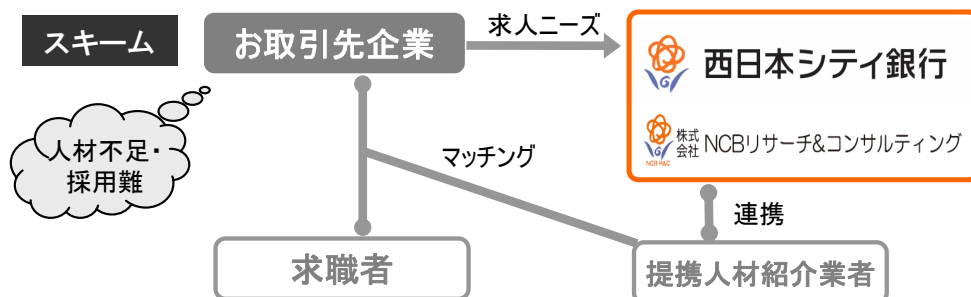 スキーム
お取引先企業
求人ニーズ
西日本シティ銀行
株式会社 NCBリサーチ&コンサルティング
NCB R&C
人材不足・
採用難
マッチング
連携
求職者
提携人材紹介業者